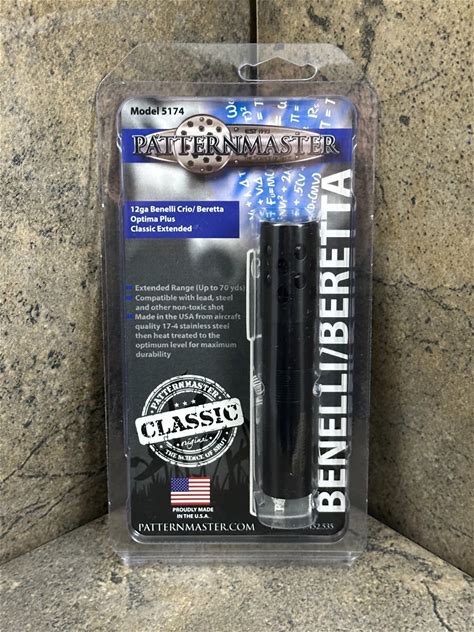 Model 5174
EST 1993
PATTERNMASTER
12ga Benelli Crio/ Beretta
Optima Plus
Classic Extended
Extended Range (Up to 70 yds)
Compatible with lead, steel
and other non-toxic shot
Made in the USA from aircraft
quality 17-4 stainless steel
then heat treated to the
optimum level for maximum
durability
BENELLI/BERETTA
PATTERNMASTER
CLASSIC
original
THE SCIENCE OF SHOT
PROUDLY MADE
IN THE U.S.A.
PATTERNMASTER.COM